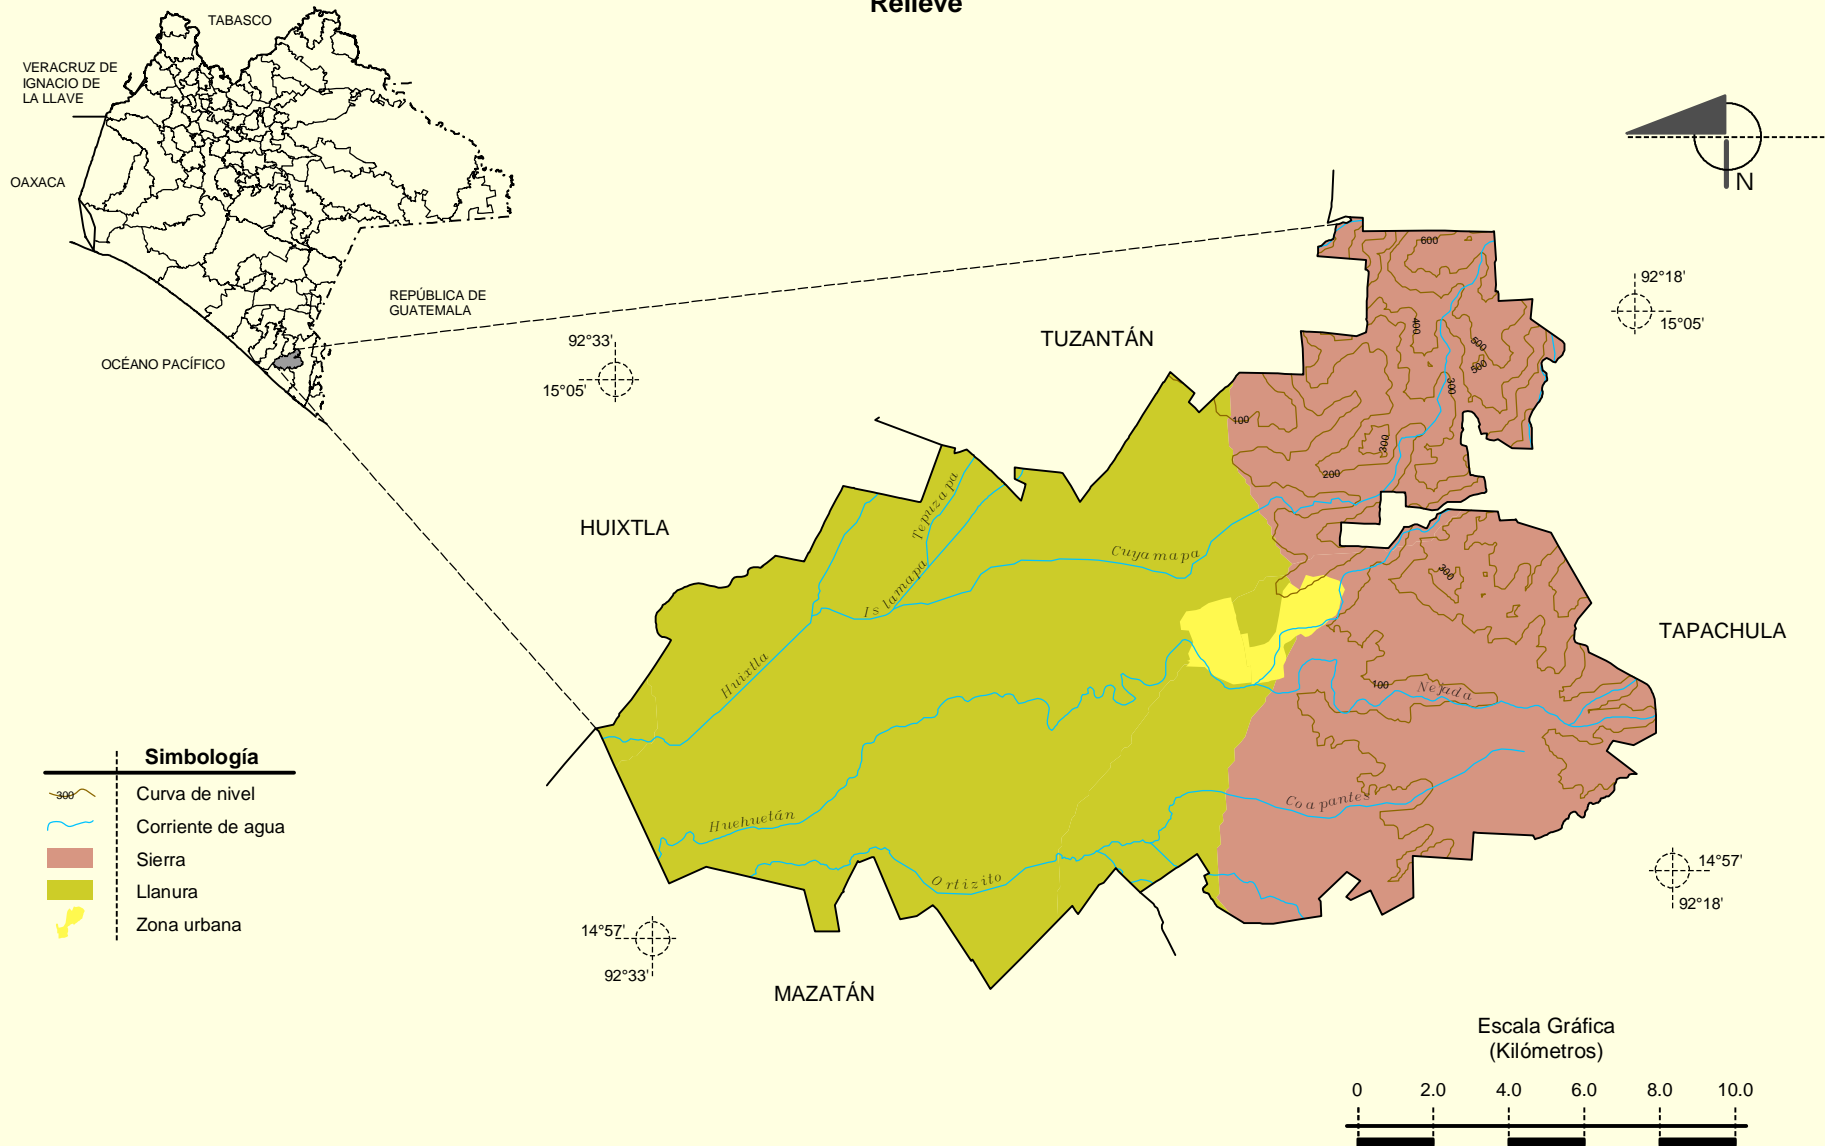 Relieve
TABASCO
VERACRUZ DE
IGNACIO DE
LA LLAVE
OAXACA
REPÚBLICA DE
GUATEMALA
OCÉANO PACÍFICO
N
92°33'
15°05'
92°18'
15°05'
TUZANTÁN
HUIXTLA
TAPACHULA
MAZATÁN
600
400
500
500
300
100
300
200
300
100
Tepuzapa
Islamapa
Cuyamapa
Huixtla
Nejada
Coapantes
Huehuetán
Ortizito
14°57'
92°33'
14°57'
92°18'
Simbología
300
Curva de nivel
Corriente de agua
Sierra
Llanura
Zona urbana
Escala Gráfica
(Kilómetros)
0 2.0 4.0 6.0 8.0 10.0